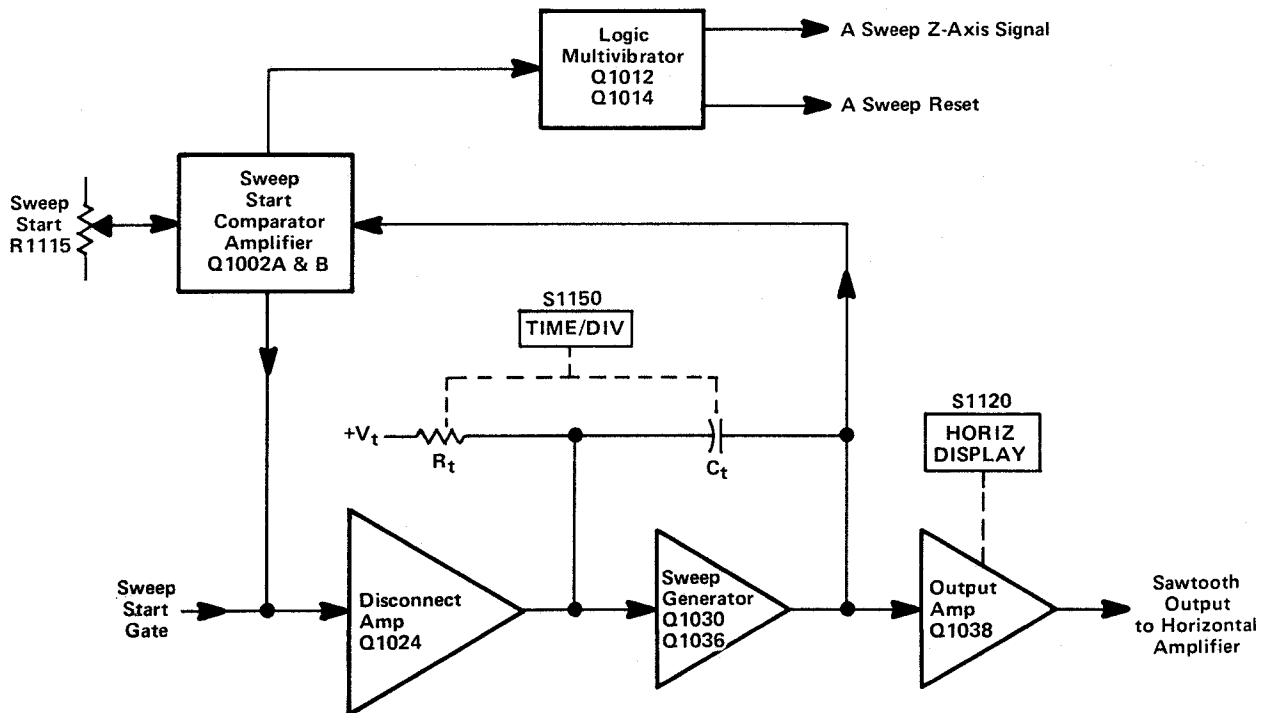 Logic
Multivibrator
Q1012
Q1014
A Sweep Z-Axis Signal
A Sweep Reset
Sweep
Start
R1115
Sweep
Start
Comparator
Amplifier
Q1002A & B
S1150
TIME/DIV
+Vt
Rt
Ct
S1120
HORIZ
DISPLAY
Sweep
Start
Gate
Disconnect
Amp
Q1024
Sweep
Generator
Q1030
Q1036
Output
Amp
Q1038
Sawtooth
Output
to Horizontal
Amplifier